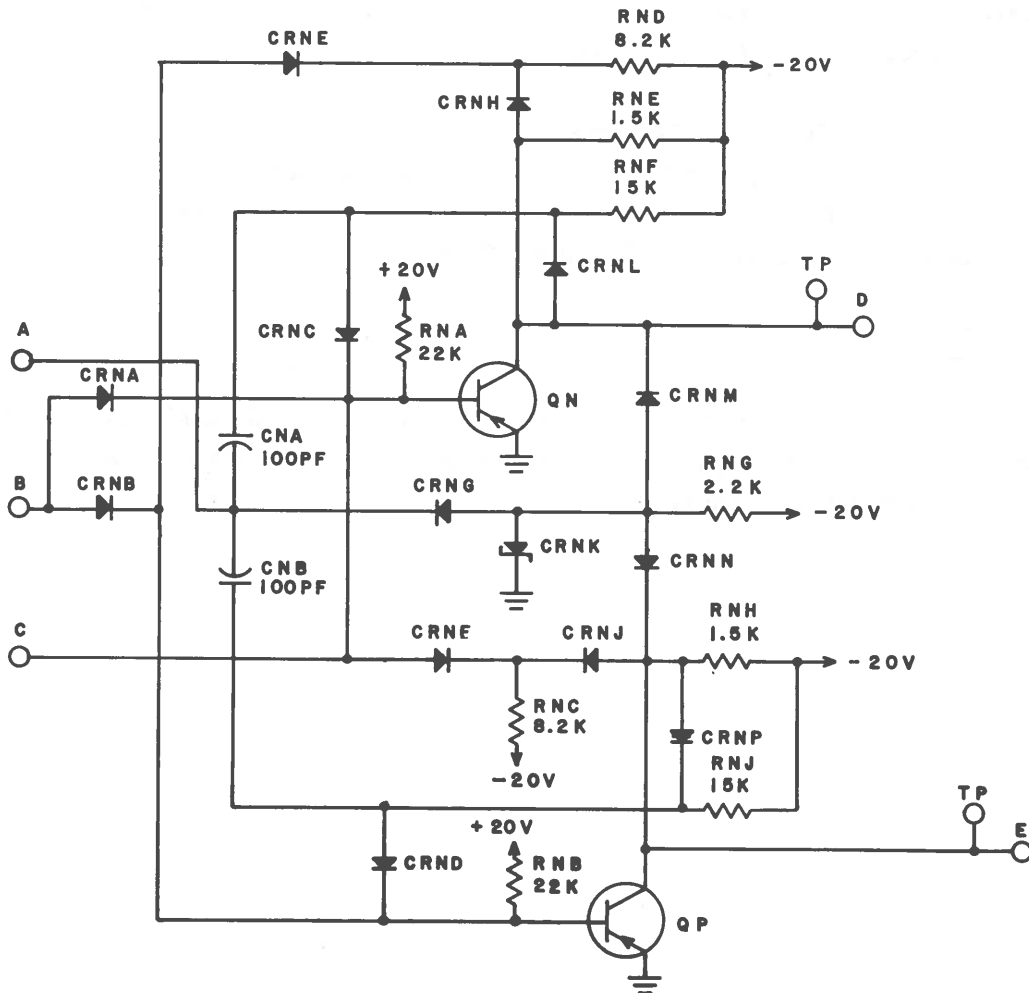 RND
8.2K
CRNE
-20V
CRNH
RNE
1.5K
RNF
15K
CRNL
+20V
TP
D
A
CRNC
RNA
22K
CRNA
QN
CRNM
CNA
100PF
B
CRNB
CRNG
RNG
2.2K
-20V
CRNK
CRNN
CNB
100PF
C
CRNE
CRNJ
RNH
1.5K
-20V
RNC
8.2K
CRNP
-20V
RNJ
15K
TP
+20V
E
CRND
RNB
22K
QP